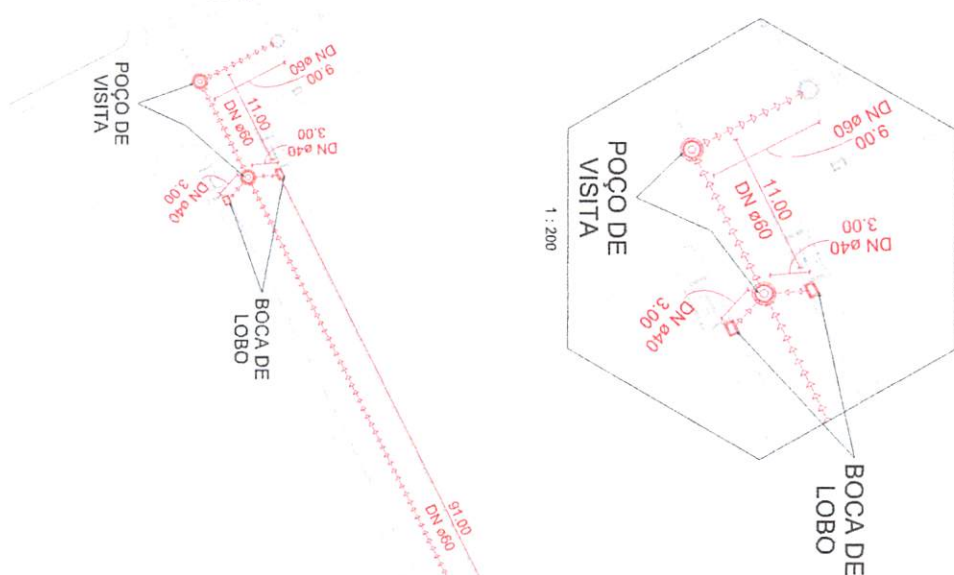 DN ø60
9.00
POÇO DE
VISITA
11.00
DN ø60
3.00
DN ø40
3.00
DN ø40
BOCA DE
LOBO
91.00
DN ø60
DN ø60
9.00
POÇO DE
VISITA
1 : 200
11.00
DN ø60
3.00
DN ø40
3.00
DN ø40
BOCA DE
LOBO